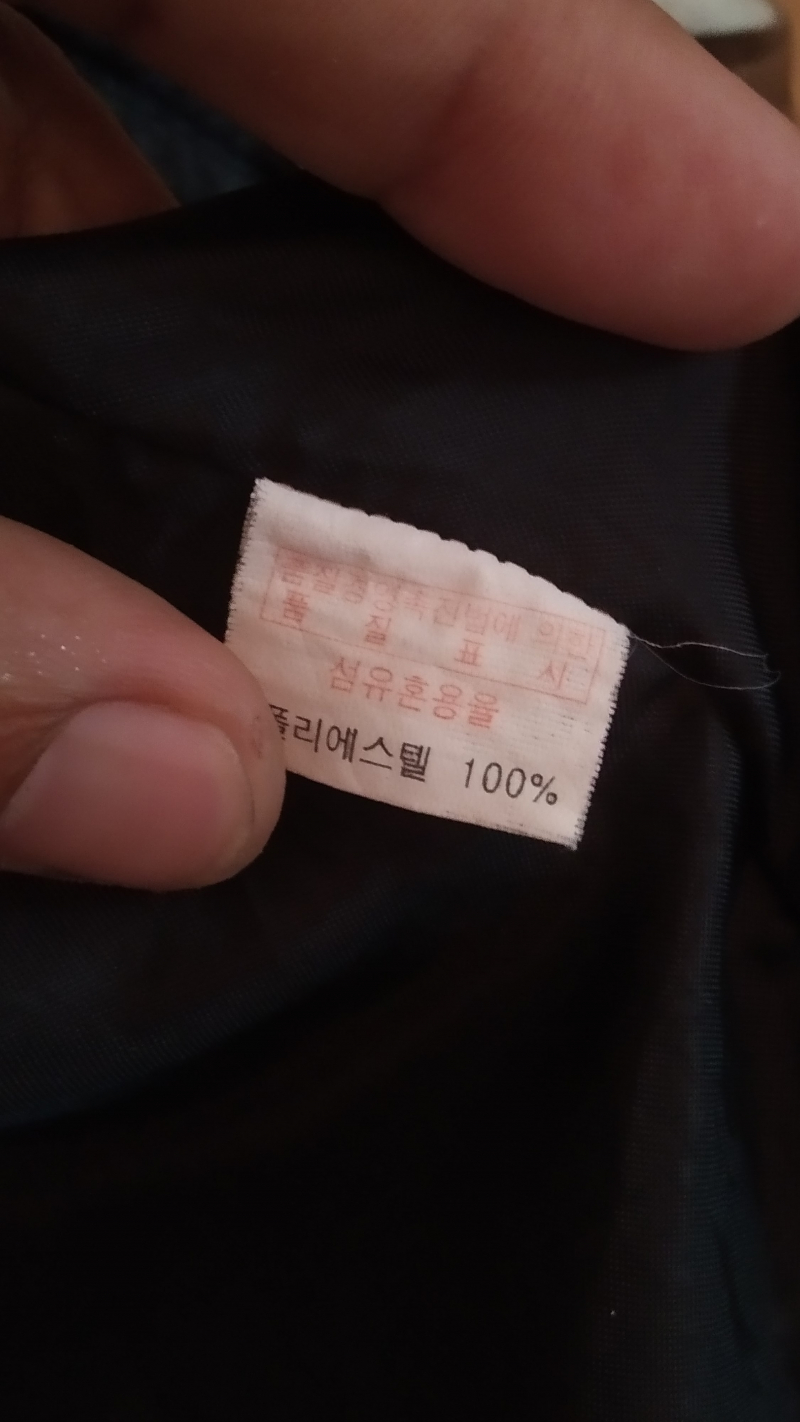 품질경영촉진법에 의한
품 질 표 시
섬유혼용율
폴리에스텔 100%